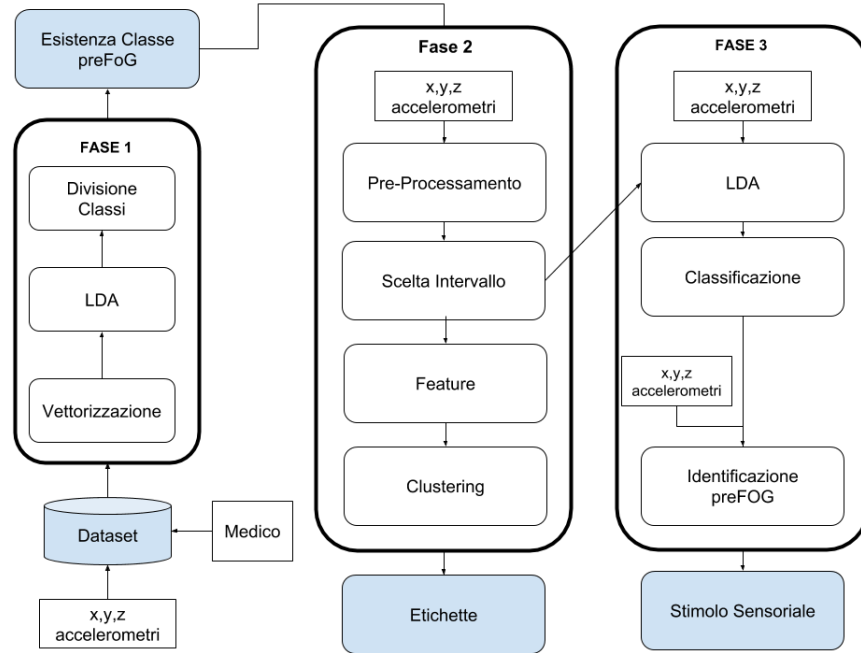 Esistenza Classe
preFoG
FASE 1
Divisione
Classi
LDA
Vettorizzazione
Dataset
Medico
x,y,z
accelerometri
Fase 2
x,y,z
accelerometri
Pre-Processamento
Scelta Intervallo
Feature
Clustering
Etichette
FASE 3
x,y,z
accelerometri
LDA
Classificazione
x,y,z
accelerometri
Identificazione
preFOG
Stimolo Sensoriale